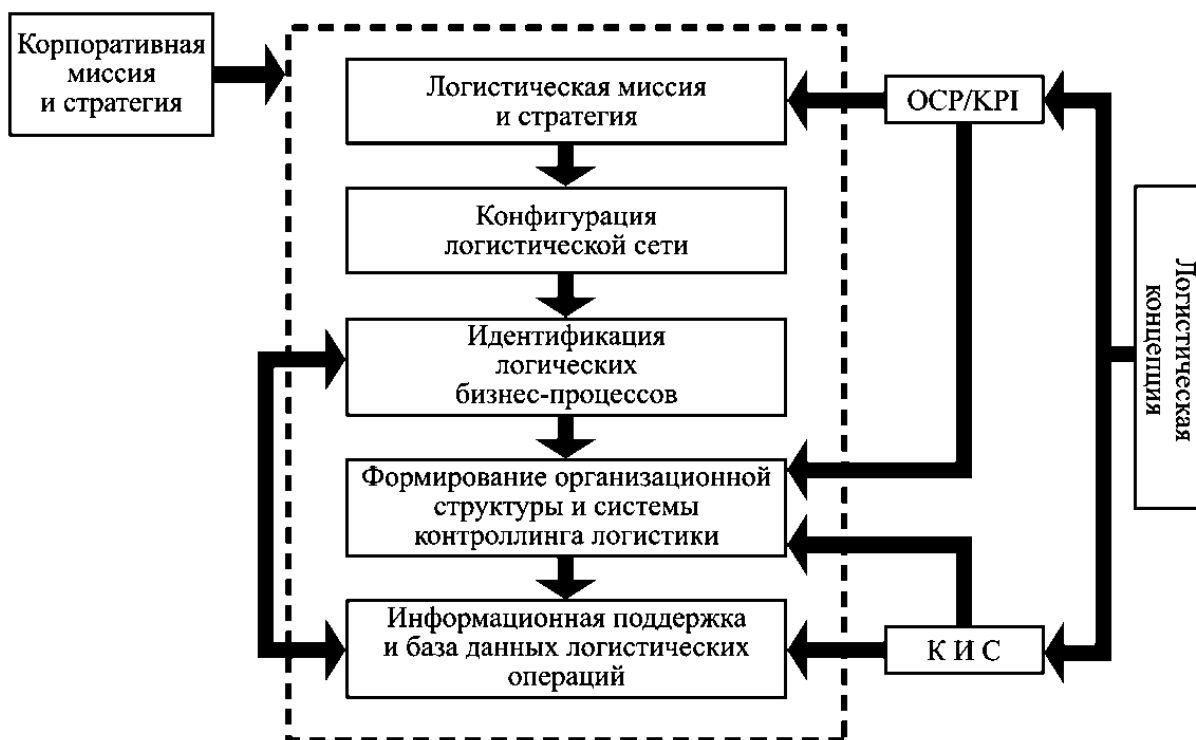 Корпоративная
миссия
и стратегия
Логистическая миссия
и стратегия
ОСР/KPI
Конфигурация
логистической сети
Логистическая
концепция
Идентификация
логических
бизнес-процессов
Формирование организационной
структуры и системы
контроллинга логистики
Информационная поддержка
и база данных логистических
операций
К И С